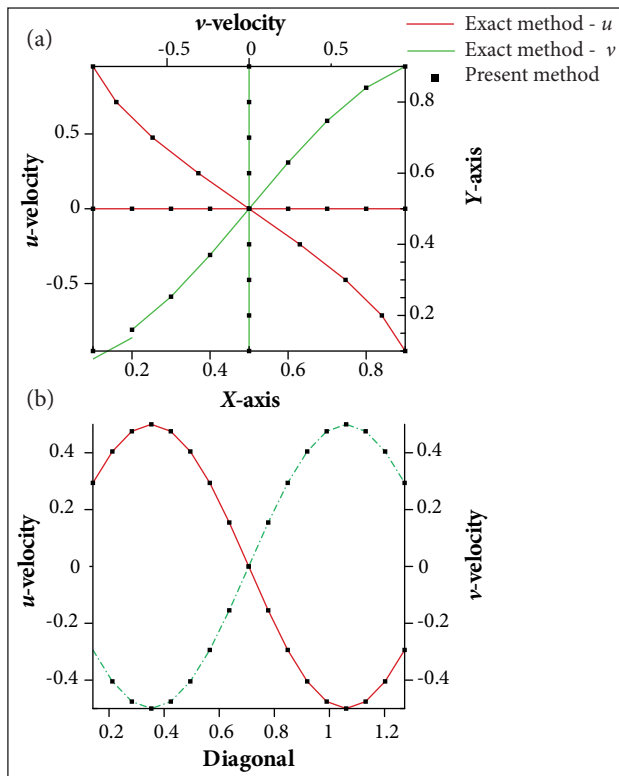 (a)
v-velocity
Exact method - u
Exact method - v
Present method
-0.5 0 0.5
0.5
0
-0.5
u-velocity
0.8
0.6
0.4
0.2
Y-axis
0.2 0.4 0.6 0.8
X-axis
(b)
0.4
0.2
0
-0.2
-0.4
u-velocity
0.4
0.2
0
-0.2
-0.4
v-velocity
0.2 0.4 0.6 0.8 1 1.2
Diagonal